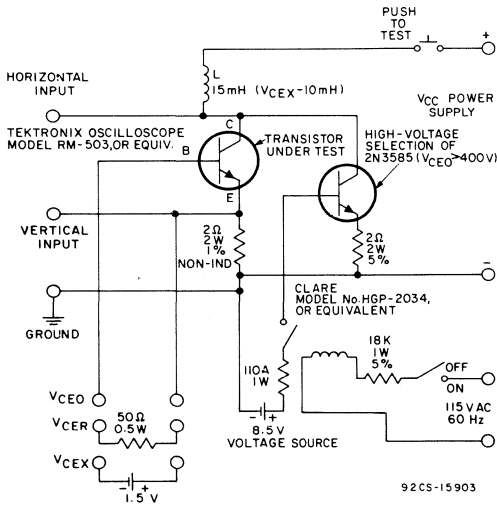 PUSH
TO
TEST
+
L
15mH (VCEX-10mH)
HORIZONTAL
INPUT
VCC POWER
SUPPLY
C
TEKTRONIX OSCILLOSCOPE
MODEL RM-503,OR EQUIV.
TRANSISTOR
UNDER TEST
HIGH-VOLTAGE
SELECTION OF
2N3585 (VCEO>400V)
B
E
VERTICAL
INPUT
2Ω
2W
1%
NON-IND
2Ω
2W
5%
-
GROUND
CLARE
MODEL No.HGP-2034,
OR EQUIVALENT
110Ω
1W
18K
1W
5%
OFF
ON
VCEO
115 VAC
60 Hz
VCER
50Ω
0.5W
- +
8.5V
VOLTAGE SOURCE
VCEX
- +
1.5 V
92CS-15903